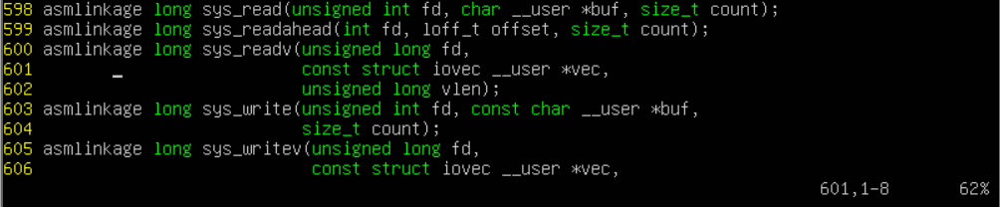 598 asmlinkage long sys_read(unsigned int fd, char __user *buf, size_t count);
599 asmlinkage long sys_readahead(int fd, loff_t offset, size_t count);
600 asmlinkage long sys_readv(unsigned long fd,
601                           const struct iovec __user *vec,
602                           unsigned long vlen);
603 asmlinkage long sys_write(unsigned int fd, const char __user *buf,
604                           size_t count);
605 asmlinkage long sys_writev(unsigned long fd,
606                            const struct iovec __user *vec,
601,1-8 62%